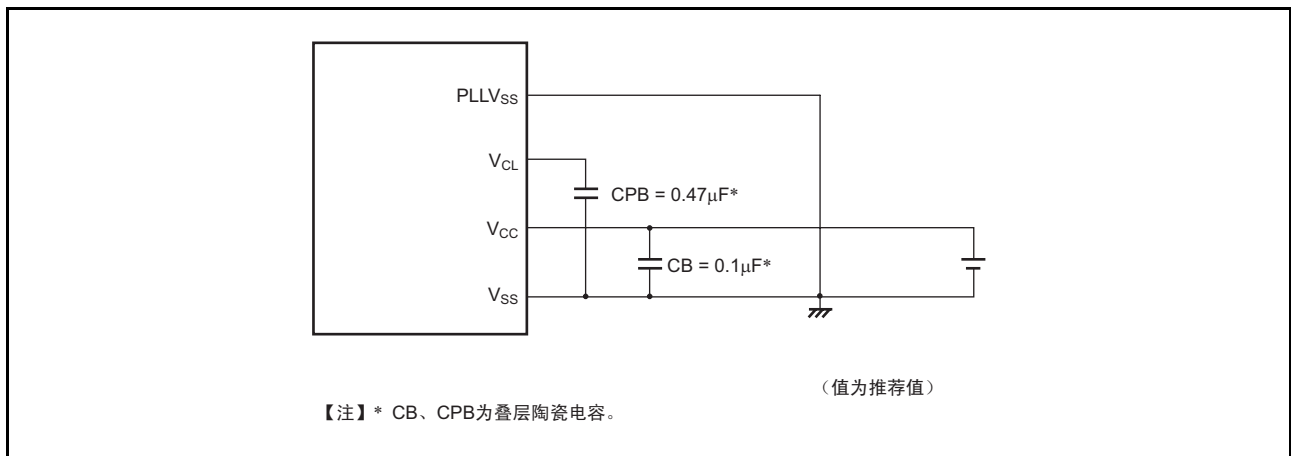 PLLVSS
VCL
CPB = 0.47μF*
VCC
CB = 0.1μF*
VSS
（值为推荐值）
【注】* CB、CPB为叠层陶瓷电容。